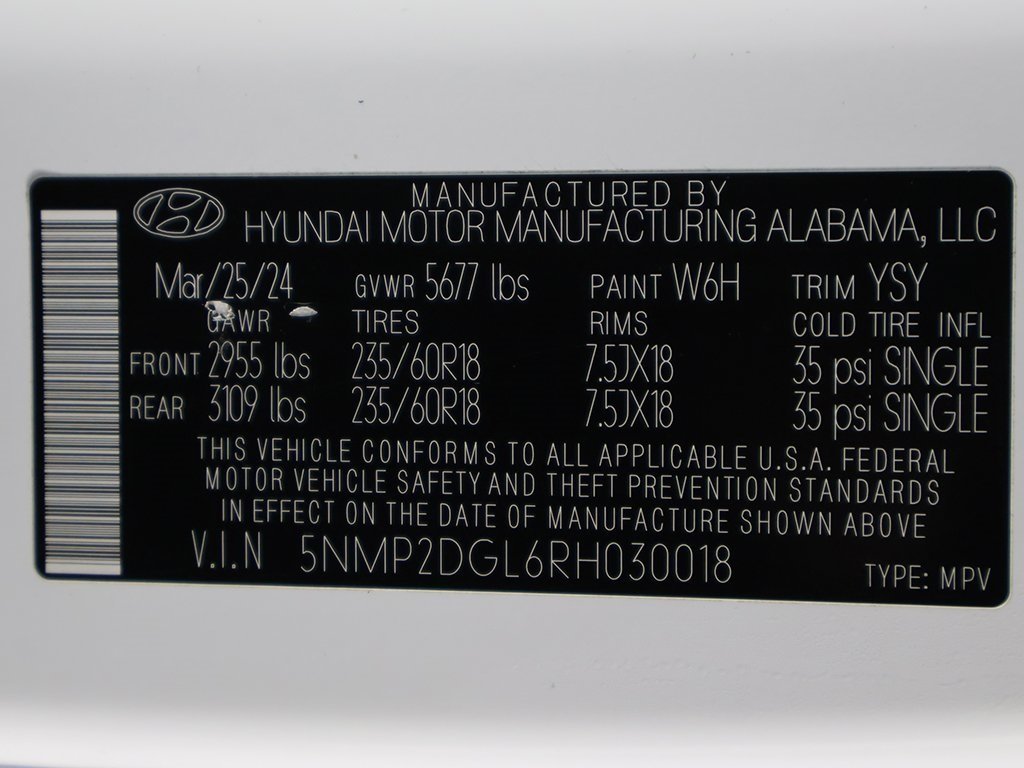 MANUFACTURED BY
HYUNDAI MOTOR MANUFACTURING ALABAMA, LLC
Mar/25/24 GVWR 5677 lbs PAINT W6H TRIM YSY
GAWR TIRES RIMS COLD TIRE INFL
FRONT 2955 lbs 235/60R18 7.5JX18 35 psi SINGLE
REAR 3109 lbs 235/60R18 7.5JX18 35 psi SINGLE
THIS VEHICLE CONFORMS TO ALL APPLICABLE U.S.A. FEDERAL
MOTOR VEHICLE SAFETY AND THEFT PREVENTION STANDARDS
IN EFFECT ON THE DATE OF MANUFACTURE SHOWN ABOVE
V.I.N 5NMP2DGL6RH030018
TYPE: MPV